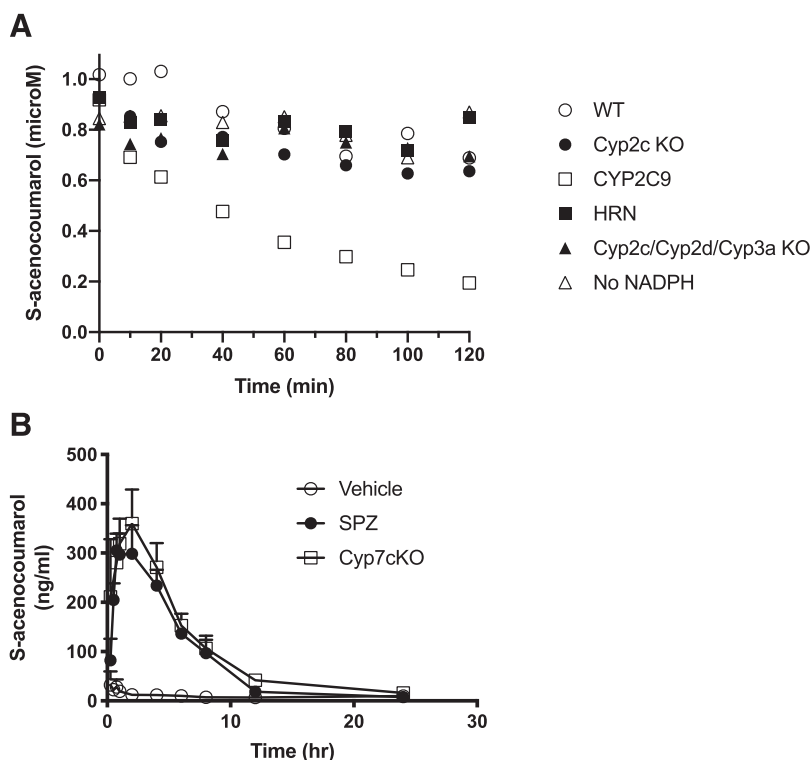 A
S-acenocoumarol (microM)
1.0
0.8
0.6
0.4
0.2
0.0
0 20 40 60 80 100 120
Time (min)
WT
Cyp2c KO
CYP2C9
HRN
Cyp2c/Cyp2d/Cyp3a KO
No NADPH
B
S-acenocoumarol
(ng/ml)
500
400
300
200
100
0
0 10 20 30
Time (hr)
Vehicle
SPZ
Cyp7cKO